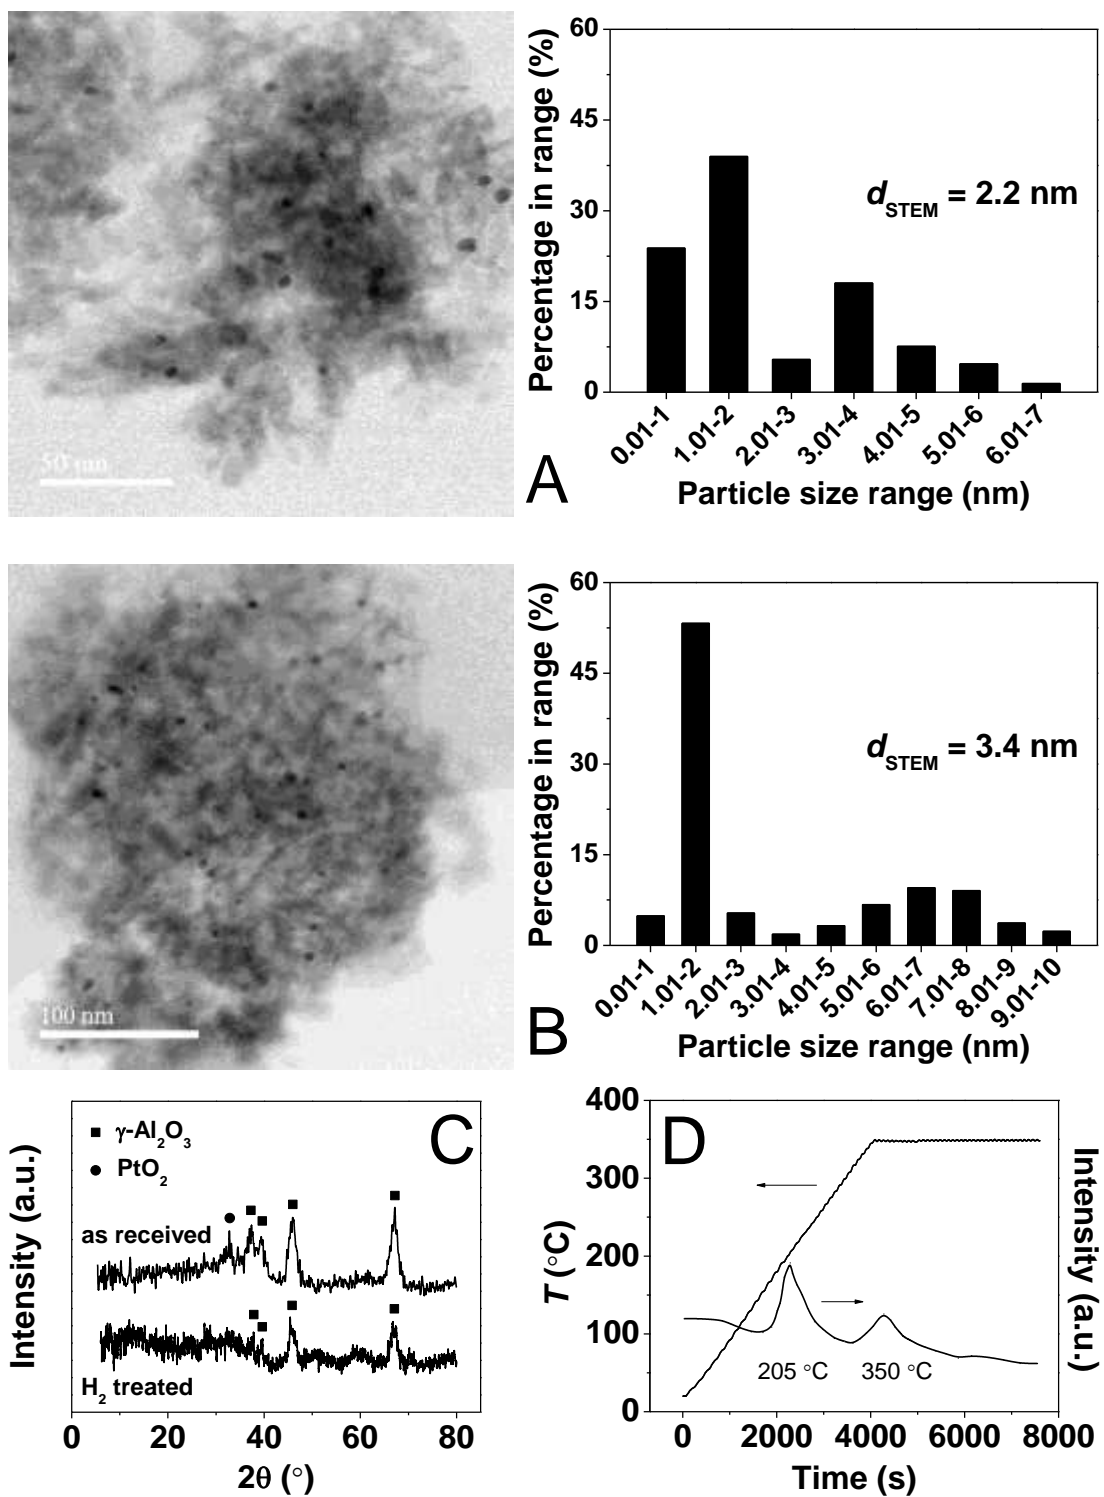 60
45
30
15
0
Percentage in range (%)
d STEM = 2.2 nm
0.01-1
1.01-2
2.01-3
3.01-4
4.01-5
5.01-6
6.01-7
Particle size range (nm)
50 nm
A
60
45
30
15
0
Percentage in range (%)
d STEM = 3.4 nm
0.01-1
1.01-2
2.01-3
3.01-4
4.01-5
5.01-6
6.01-7
7.01-8
8.01-9
9.01-10
Particle size range (nm)
100 nm
B
C
γ-Al₂O₃
PtO₂
as received
H₂ treated
Intensity (a.u.)
0 20 40 60 80
2θ (°)
D
400
300
200
100
0
T (°C)
Intensity (a.u.)
205 °C 350 °C
0 2000 4000 6000 8000
Time (s)